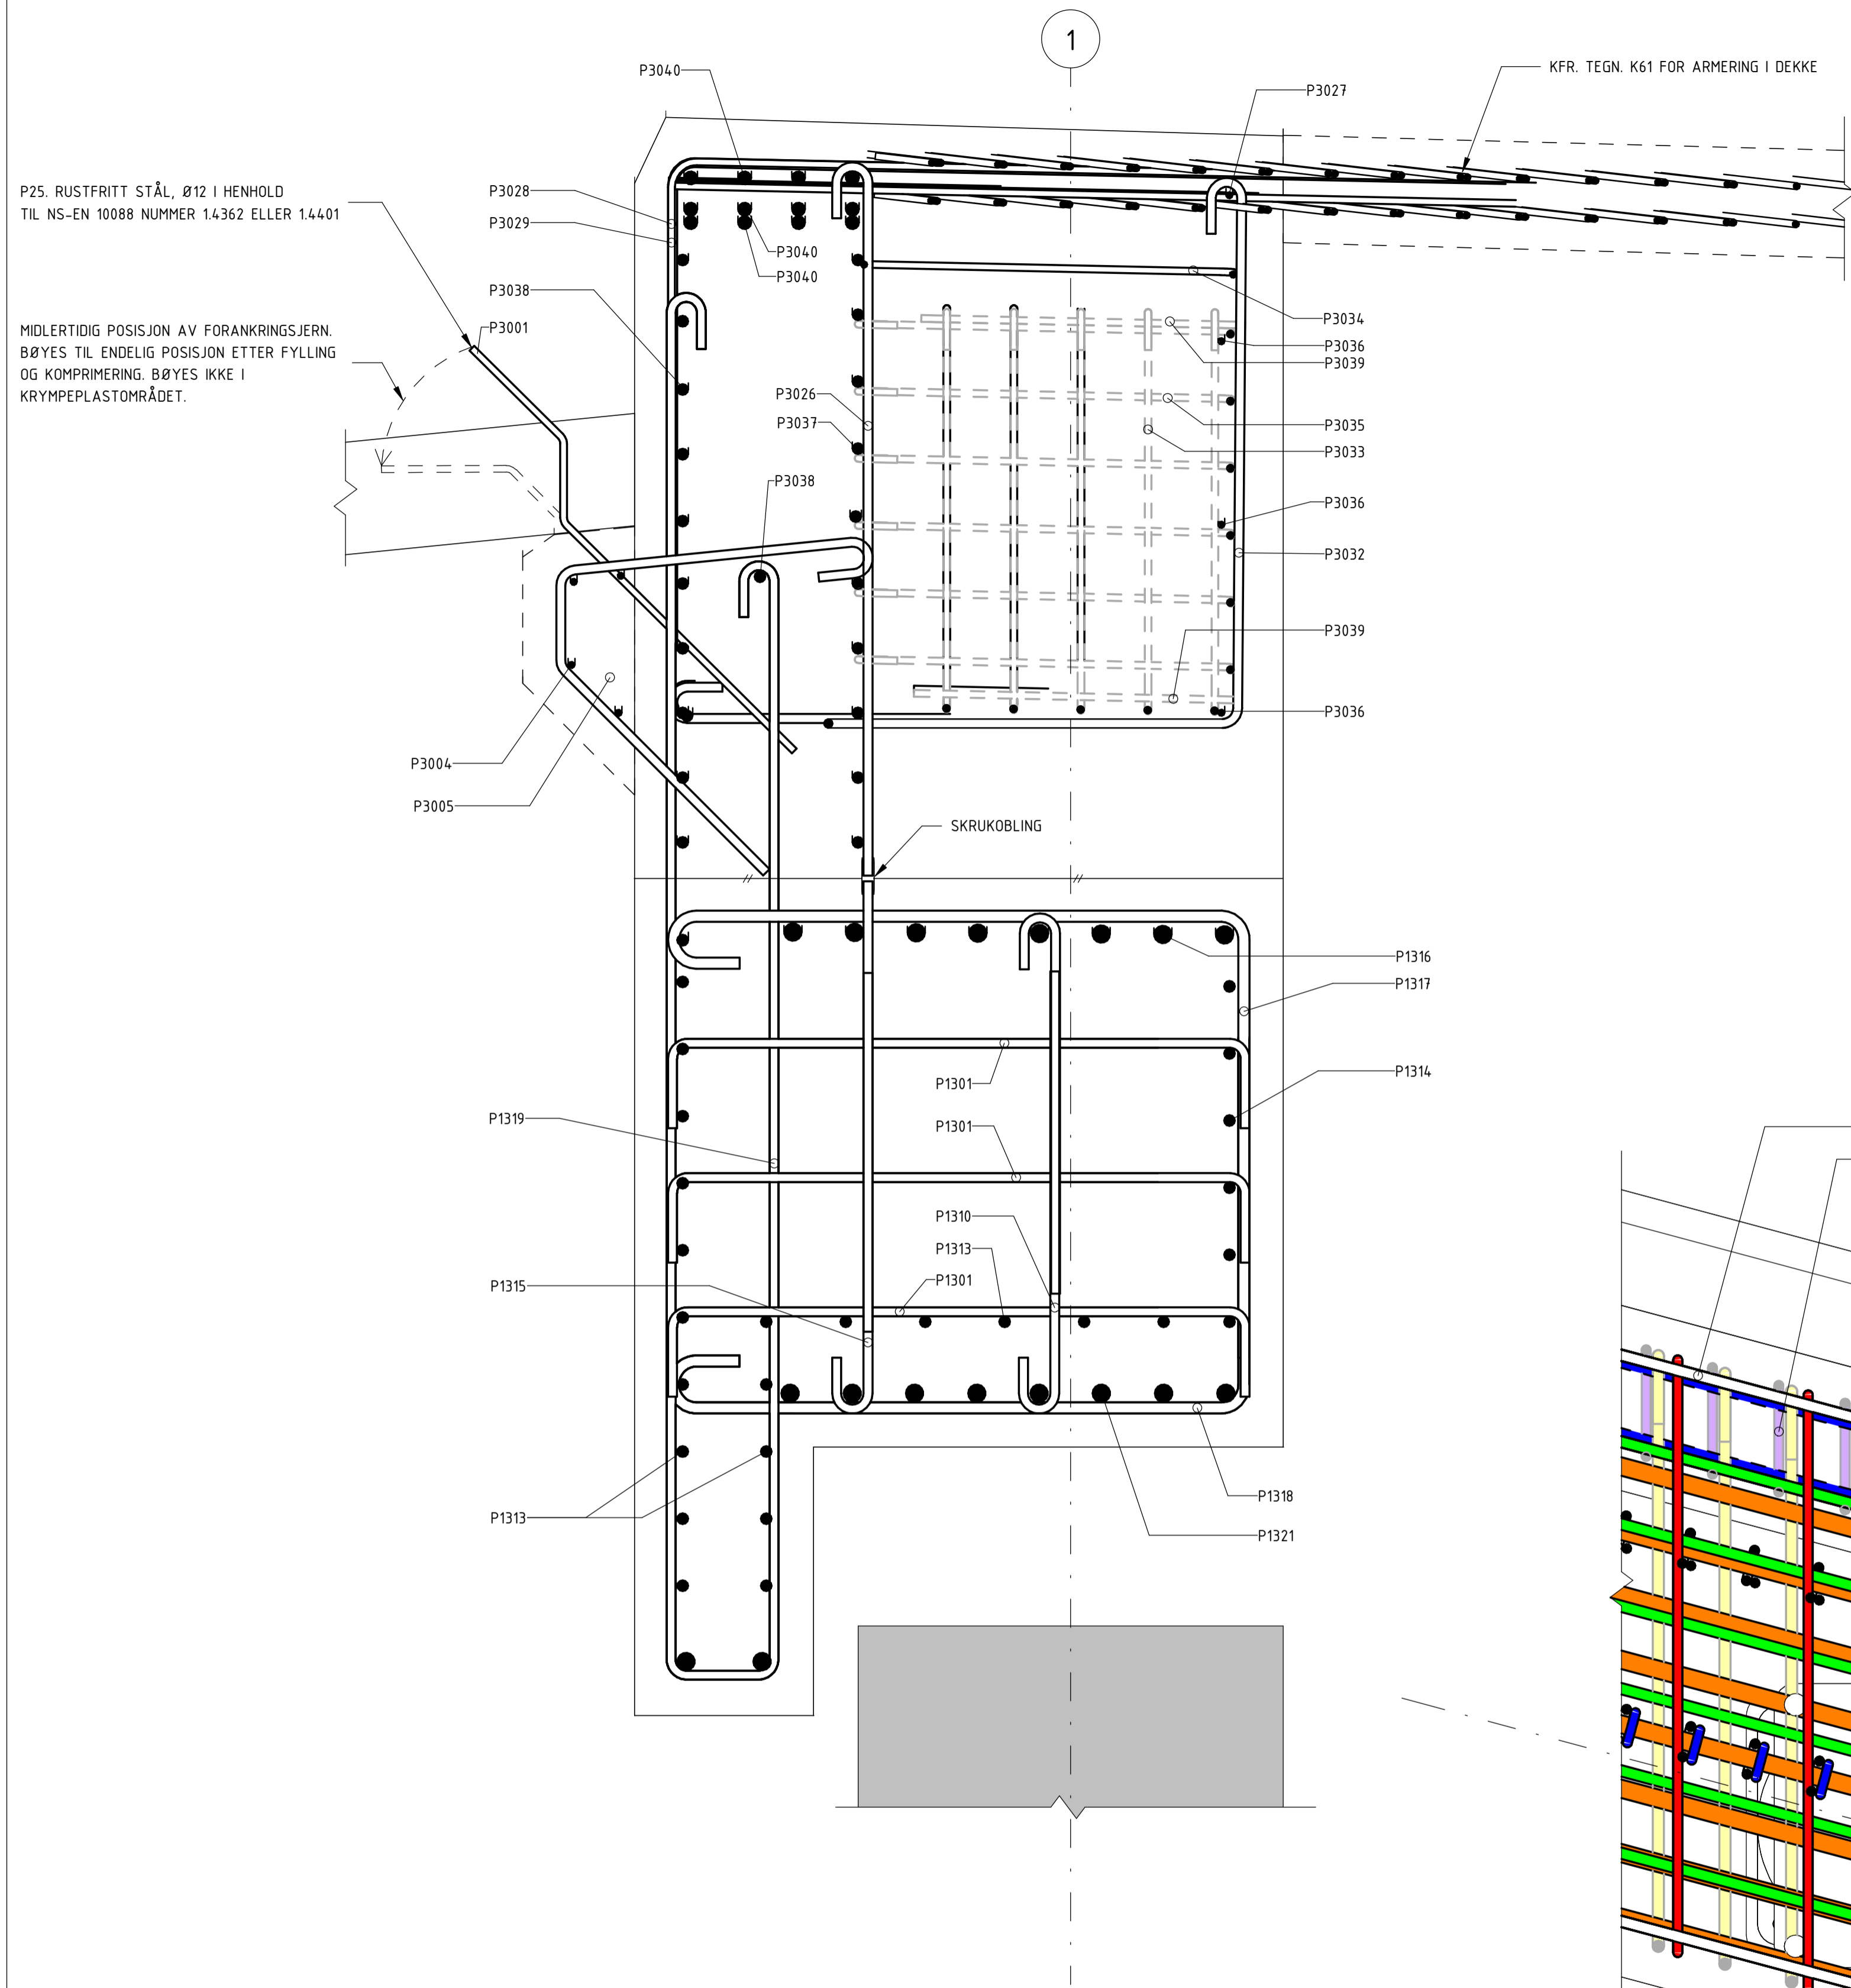 1
P3040
KFR. TEGN. K61 FOR ARMERING I DEKKE
P3027
P25. RUSTFRITT STÅL, Ø12 I HENHOLD
TIL NS-EN 10088 NUMMER 1.4362 ELLER 1.4401
P3028
P3029
P3040
P3040
P3038
P3001
MIDLERTIDIG POSISJON AV FORANKRINGSJERN.
BØYES TIL ENDELIG POSISJON ETTER FYLLING
OG KOMPRIMERING. BØYES IKKE I
KRYMPEPLASTOMRÅDET.
P3034
P3036
P3039
P3026
P3037
P3035
P3033
P3038
P3036
P3032
P3039
P3036
P3004
P3005
SKRUKOBLING
P1316
P1317
P1301
P1314
P1319
P1301
P1310
P1313
P1301
P1315
P1318
P1313
P1321